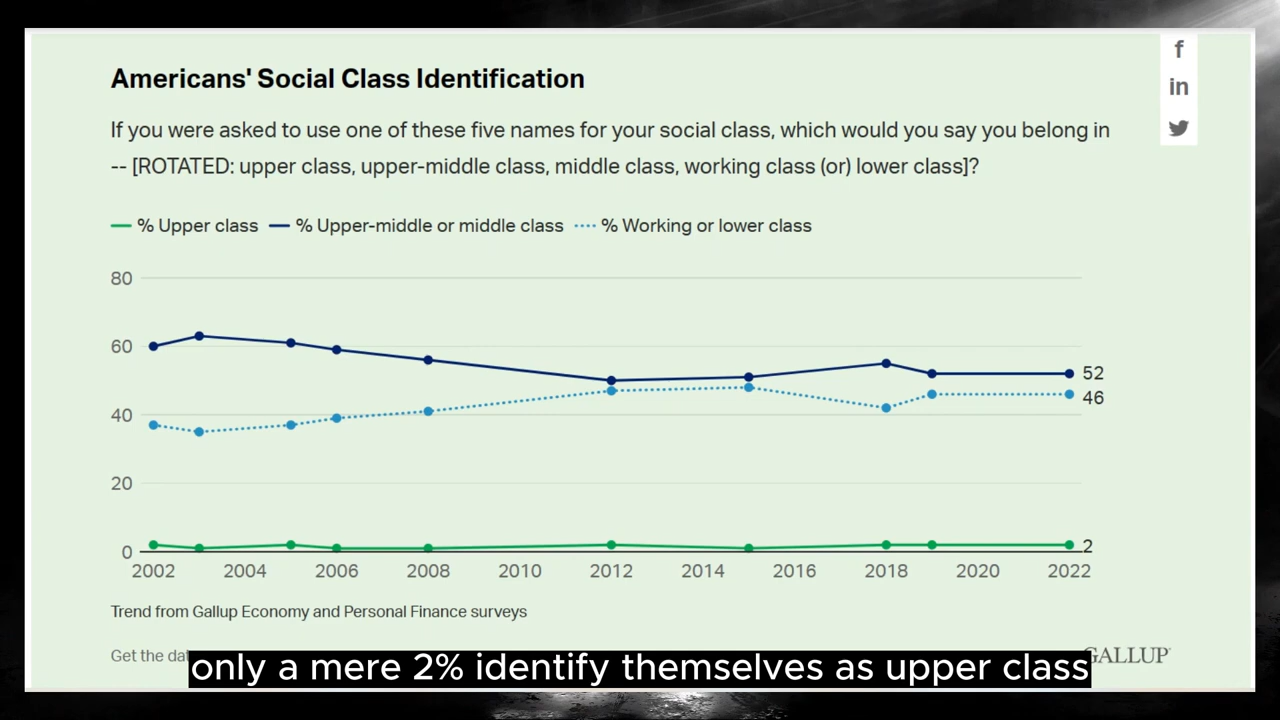 Americans' Social Class Identification
f
in
If you were asked to use one of these five names for your social class, which would you say you belong in
-- [ROTATED: upper class, upper-middle class, middle class, working class (or) lower class]?
% Upper class % Upper-middle or middle class % Working or lower class
80
60
40
20
0
52
46
2
2002 2004 2006 2008 2010 2012 2014 2016 2018 2020 2022
Trend from Gallup Economy and Personal Finance surveys
Get the
GALLUP
only a mere 2% identify themselves as upper class